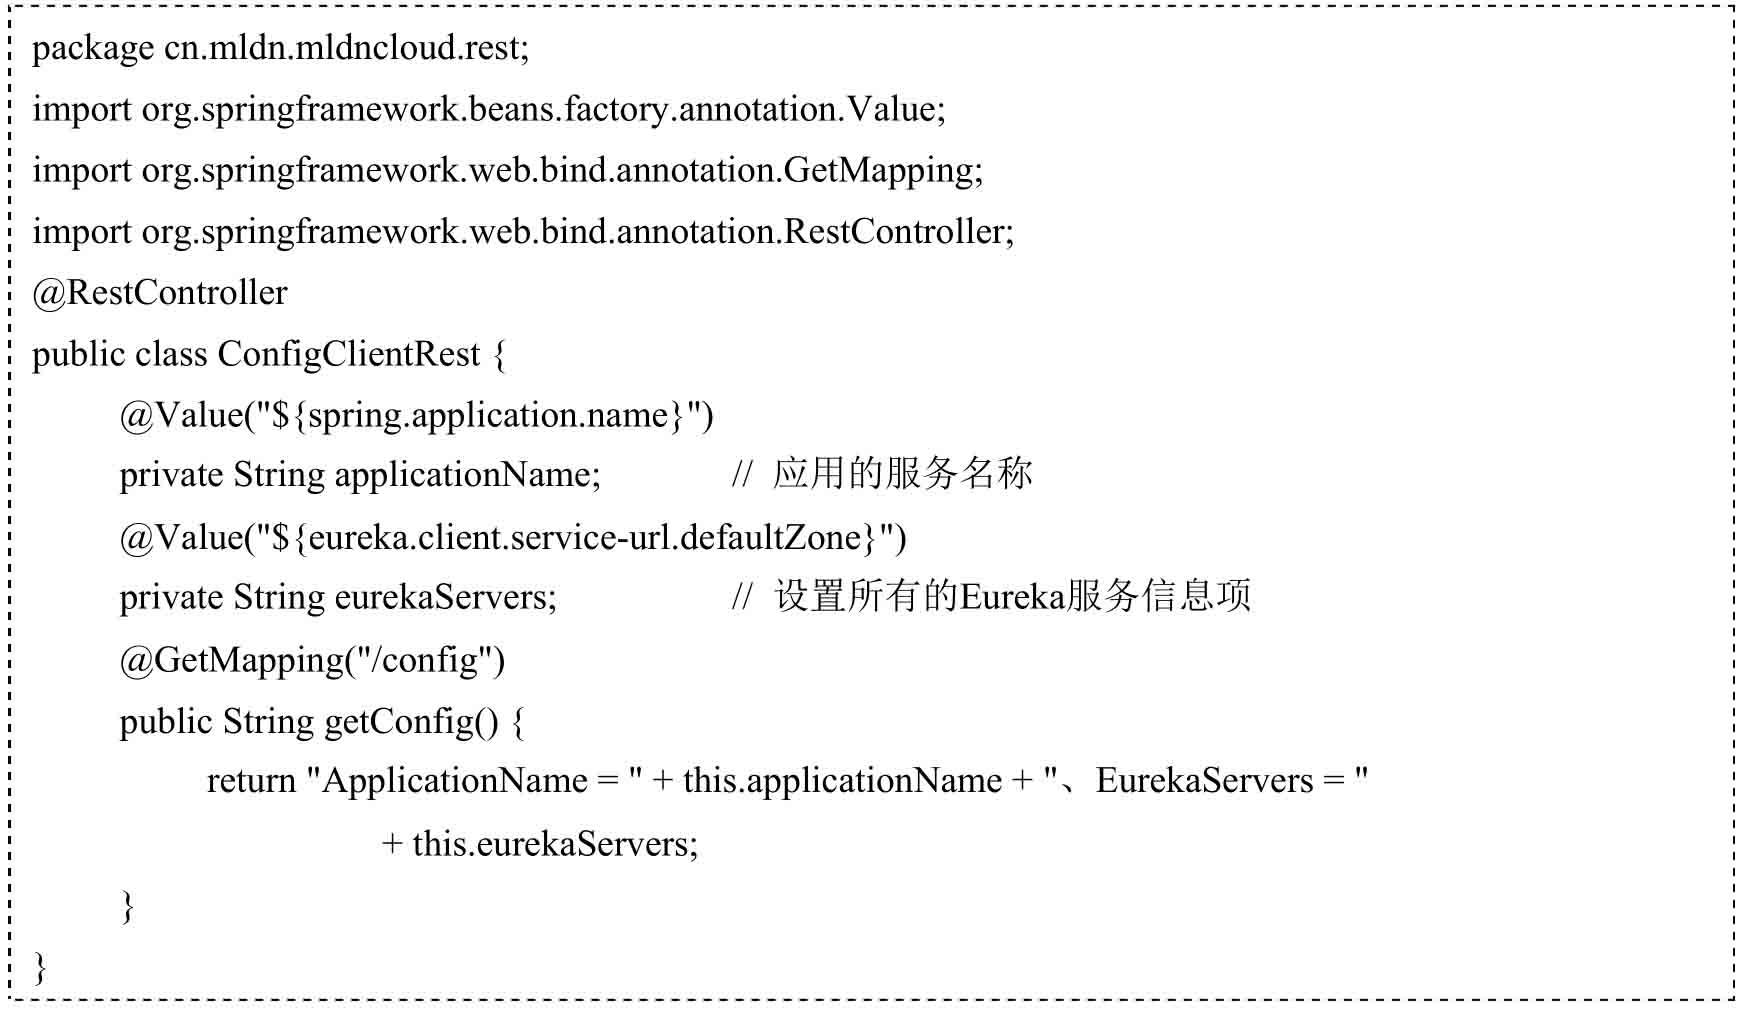 package cn.mldn.mldncloud.rest;
import org.springframework.beans.factory.annotation.Value;
import org.springframework.web.bind.annotation.GetMapping;
import org.springframework.web.bind.annotation.RestController;
@RestController
public class ConfigClientRest {
@Value("${spring.application.name}")
private String applicationName; // 应用的服务名称
@Value("${eureka.client.service-url.defaultZone}")
private String eurekaServers; // 设置所有的Eureka服务信息项
@GetMapping("/config")
public String getConfig() {
return "ApplicationName = " + this.applicationName + "、EurekaServers = "
+ this.eurekaServers;
}
}